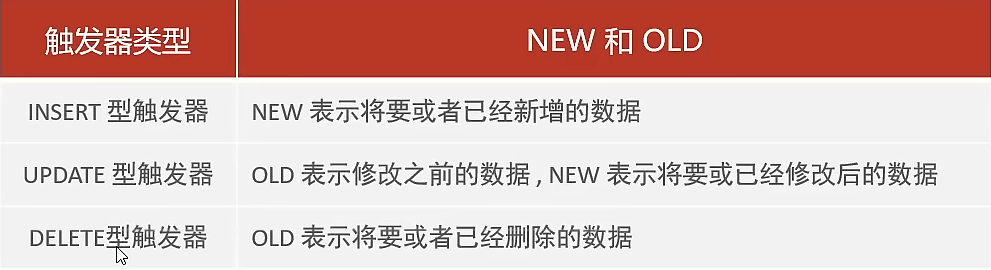 触发器类型 NEW 和 OLD
INSERT 型触发器 NEW 表示将要或者已经新增的数据
UPDATE 型触发器 OLD 表示修改之前的数据 , NEW 表示将要或已经修改后的数据
DELETE型触发器 OLD 表示将要或者已经删除的数据